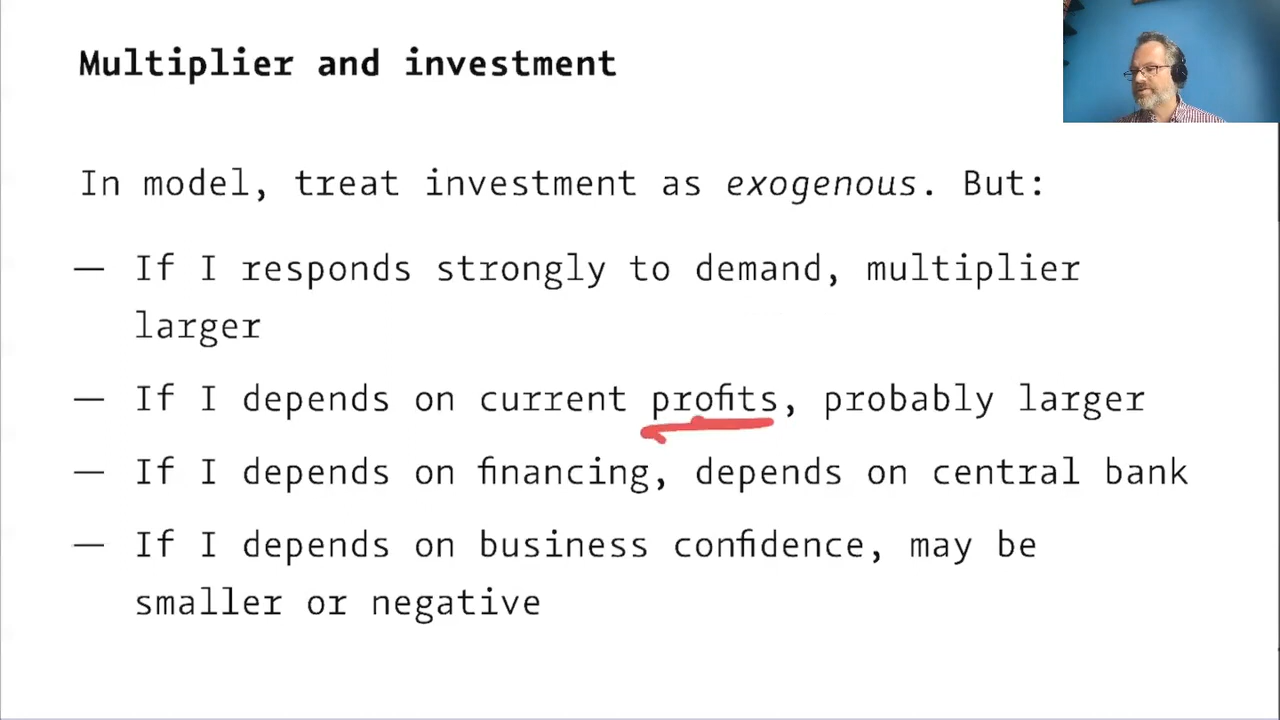 Multiplier and investment
In model, treat investment as exogenous. But:
— If I responds strongly to demand, multiplier
larger
— If I depends on current profits, probably larger
— If I depends on financing, depends on central bank
— If I depends on business confidence, may be
smaller or negative